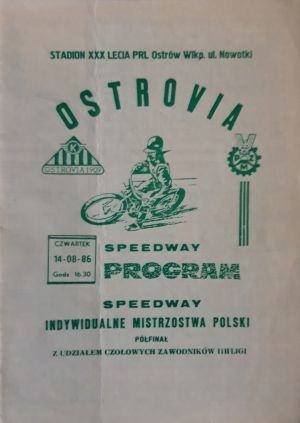 STADION XXX LECIA PRL Ostrów Wlkp. ul. Nowotki
OSTROVIA
K
OSTROVIA 1909
CZWARTEK
14-08-86
Godz 16.30
SPEEDWAY
PROGRAM
SPEEDWAY
INDYWIDUALNE MISTRZOSTWA POLSKI
PÓŁFINAŁ
Z UDZIAŁEM CZOŁOWYCH ZAWODNIKÓW I i II LIGI